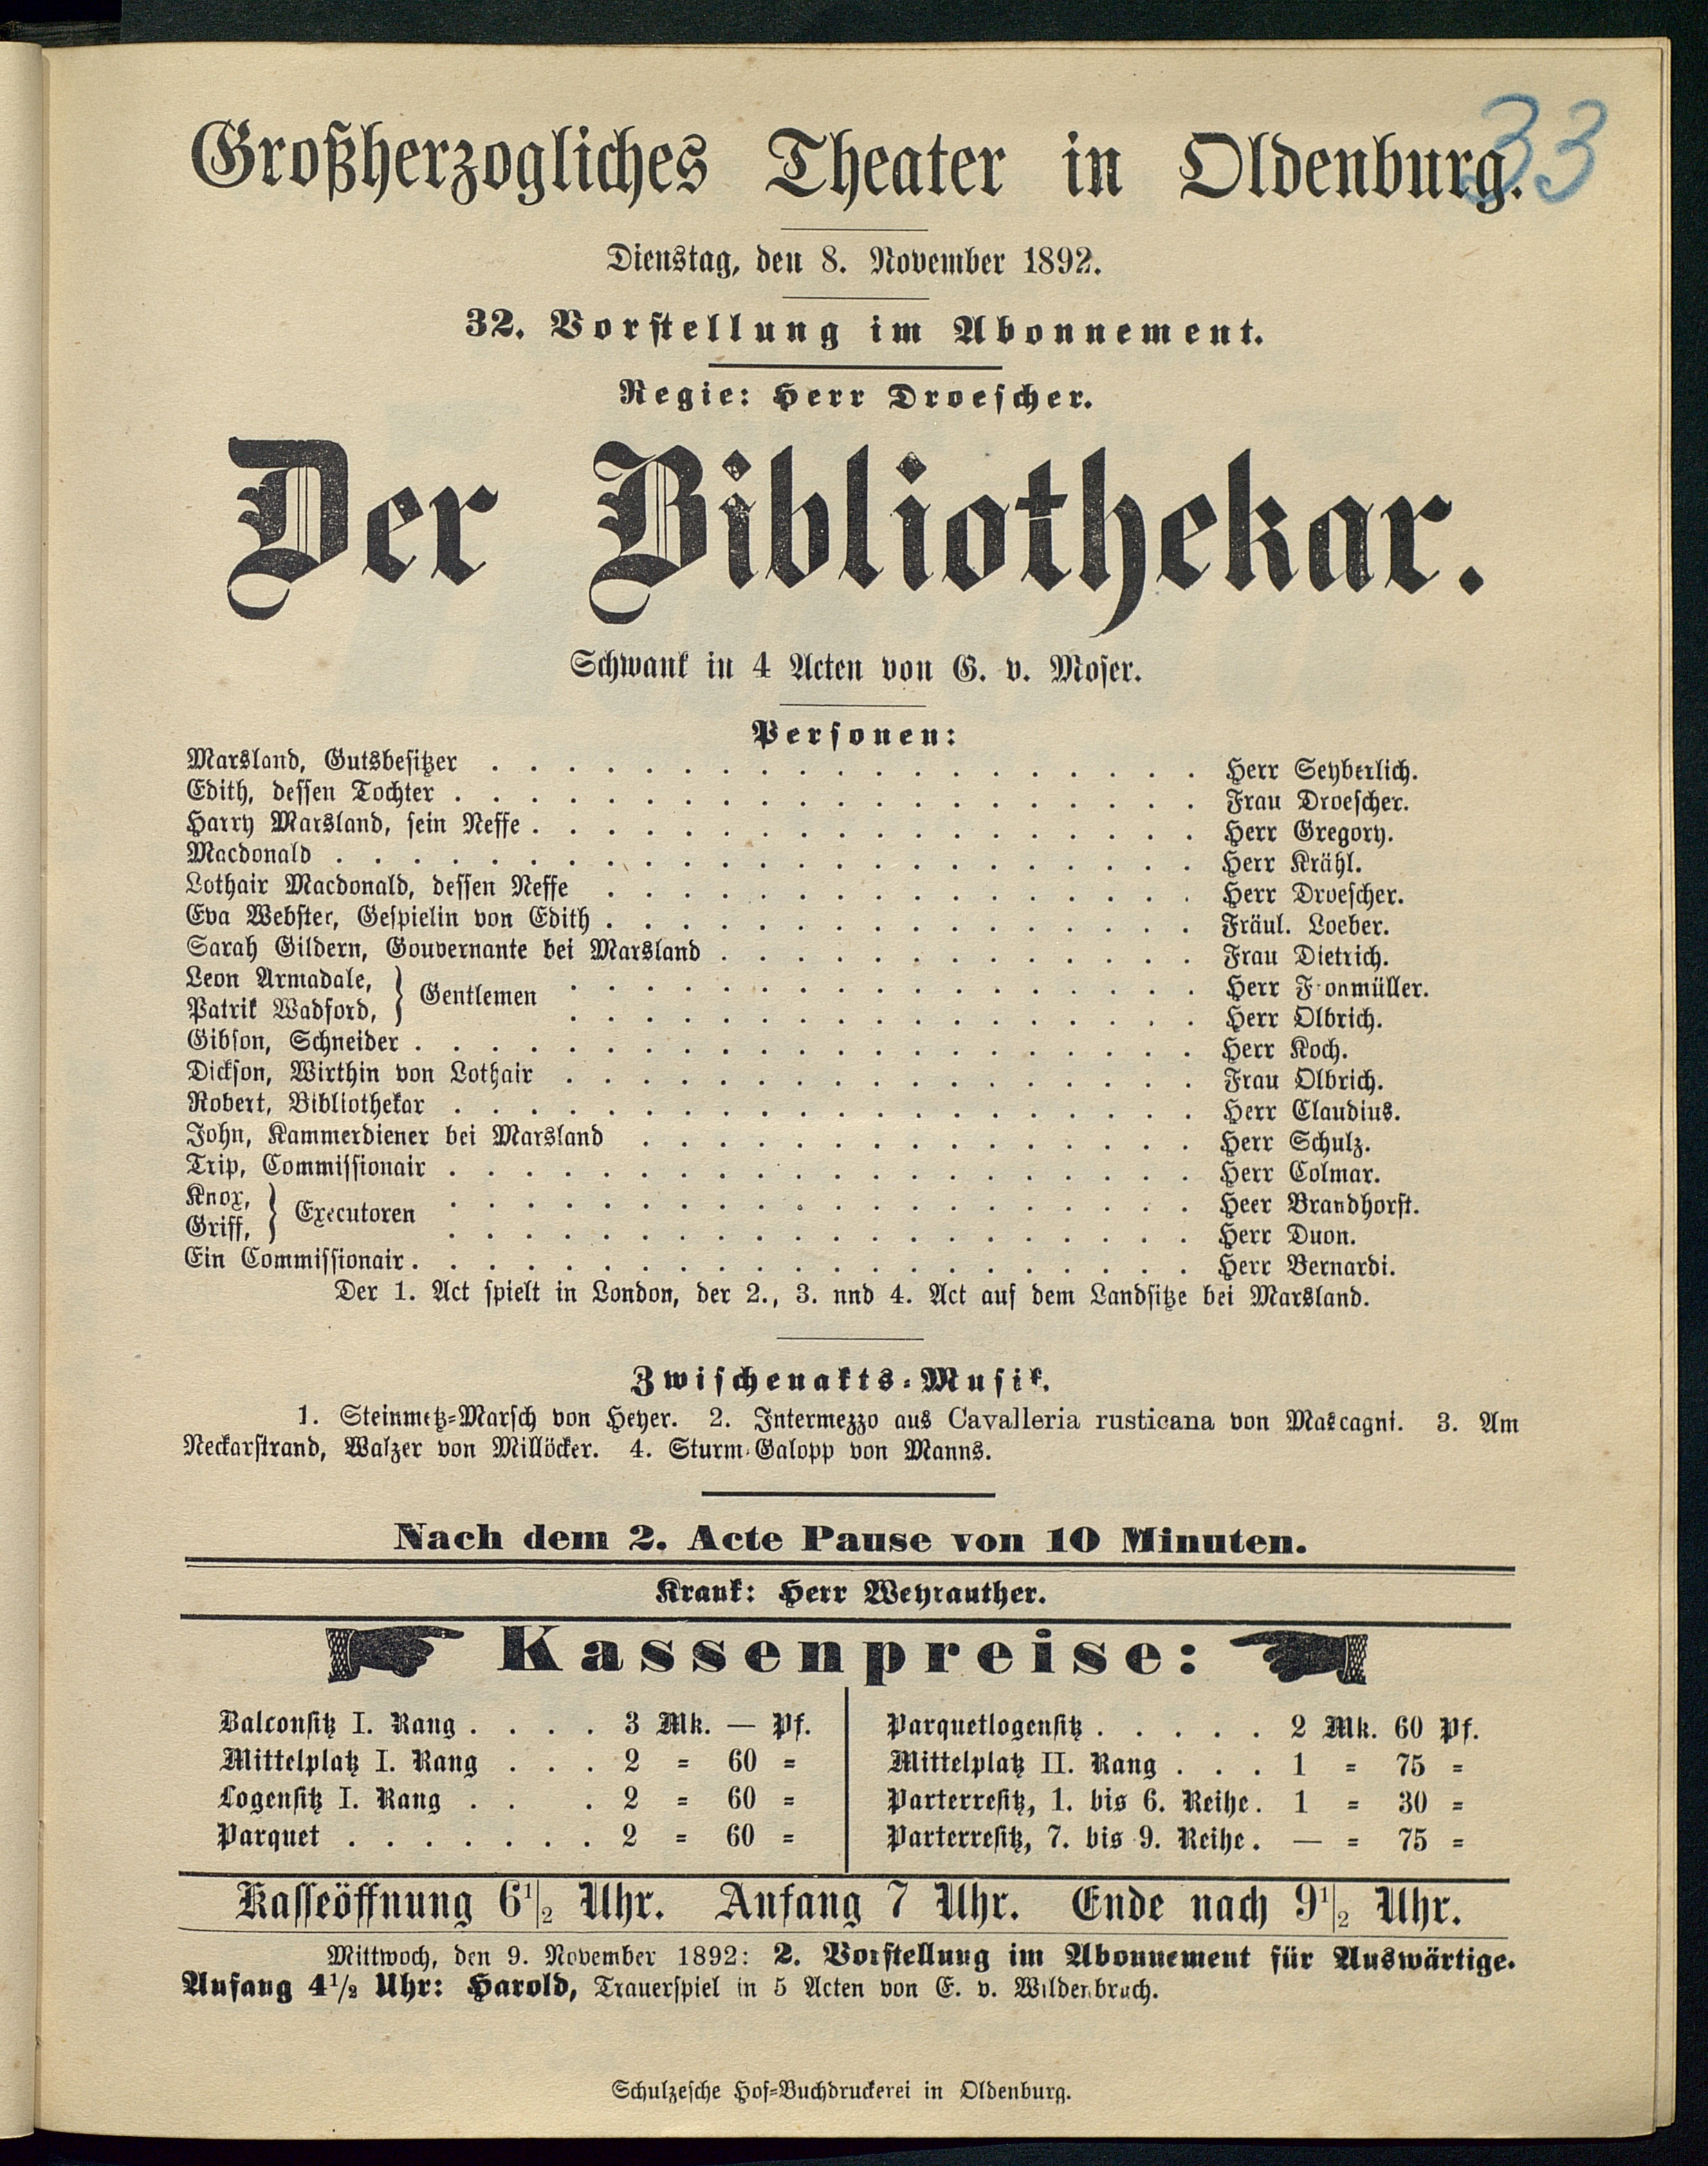 33
Großherzogliches Theater in Oldenburg.
Dienstag, den 8. November 1892.
32. Vorstellung im Abonnement.
Regie: Herr Droescher.
Der Bibliothekar.
Schwank in 4 Acten von G. v. Moser.
Personen:
Marsland, Gutsbesitzer . . . . . . . . . . . . . . . . . . . Herr Seyberlich.
Edith, dessen Tochter . . . . . . . . . . . . . . . . . . . . Frau Droescher.
Harry Marsland, sein Neffe . . . . . . . . . . . . . . . . . . Herr Gregory.
Macdonald . . . . . . . . . . . . . . . . . . . . . . . Herr Krähl.
Lothair Macdonald, dessen Neffe . . . . . . . . . . . . . . . . Herr Droescher.
Eva Webster, Gespielin von Edith . . . . . . . . . . . . . . . . Fräul. Loeber.
Sarah Gildern, Gouvernante bei Marsland . . . . . . . . . . . . . Frau Dietrich.
Leon Armadale, } Gentlemen . . . . . . . . . . . . . . . . . Herr F onmüller.
Patrik Wadford, } . . . . . . . . . . . . . . . . . Herr Olbrich.
Gibson, Schneider . . . . . . . . . . . . . . . . . . . . . Herr Koch.
Dickson, Wirthin von Lothair . . . . . . . . . . . . . . . . . Frau Olbrich.
Robert, Bibliothekar . . . . . . . . . . . . . . . . . . . . Herr Claudius.
John, Kammerdiener bei Marsland . . . . . . . . . . . . . . . Herr Schulz.
Trip, Commissionair . . . . . . . . . . . . . . . . . . . . Herr Colmar.
Knox, } Executoren . . . . . . . . . . . . . . . . . . . . Heer Brandhorst.
Griff, } . . . . . . . . . . . . . . . . . . . . Herr Duon.
Ein Commissionair . . . . . . . . . . . . . . . . . . . . . Herr Bernardi.
Der 1. Act spielt in London, der 2., 3. nnd 4. Act auf dem Landsitze bei Marsland.
Zwischenakts-Musik.
1. Steinmetz-Marsch von Heyer. 2. Intermezzo aus Cavalleria rusticana von Mascagni. 3. Am
Neckarstrand, Walzer von Millöcker. 4. Sturm-Galopp von Manns.
Nach dem 2. Acte Pause von 10 Minuten.
Krank: Herr Weyrauther.
Kassenpreise:
Balconsitz I. Rang . . . . 3 Mk. — Pf.
Mittelplatz I. Rang . . . 2 = 60 =
Logensitz I. Rang . . . 2 = 60 =
Parquet . . . . . . . 2 = 60 =
Parquetlogensitz . . . . . 2 Mk. 60 Pf.
Mittelplatz II. Rang . . . 1 = 75 =
Parterresitz, 1. bis 6. Reihe. 1 = 30 =
Parterresitz, 7. bis 9. Reihe. — = 75 =
Kasseöffnung 6½ Uhr. Anfang 7 Uhr. Ende nach 9½ Uhr.
Mittwoch, den 9. November 1892: 2. Vorstellung im Abonnement für Auswärtige.
Anfang 4½ Uhr: Harold, Trauerspiel in 5 Acten von E. v. Wildenbruch.
Schulzesche Hof-Buchdruckerei in Oldenburg.